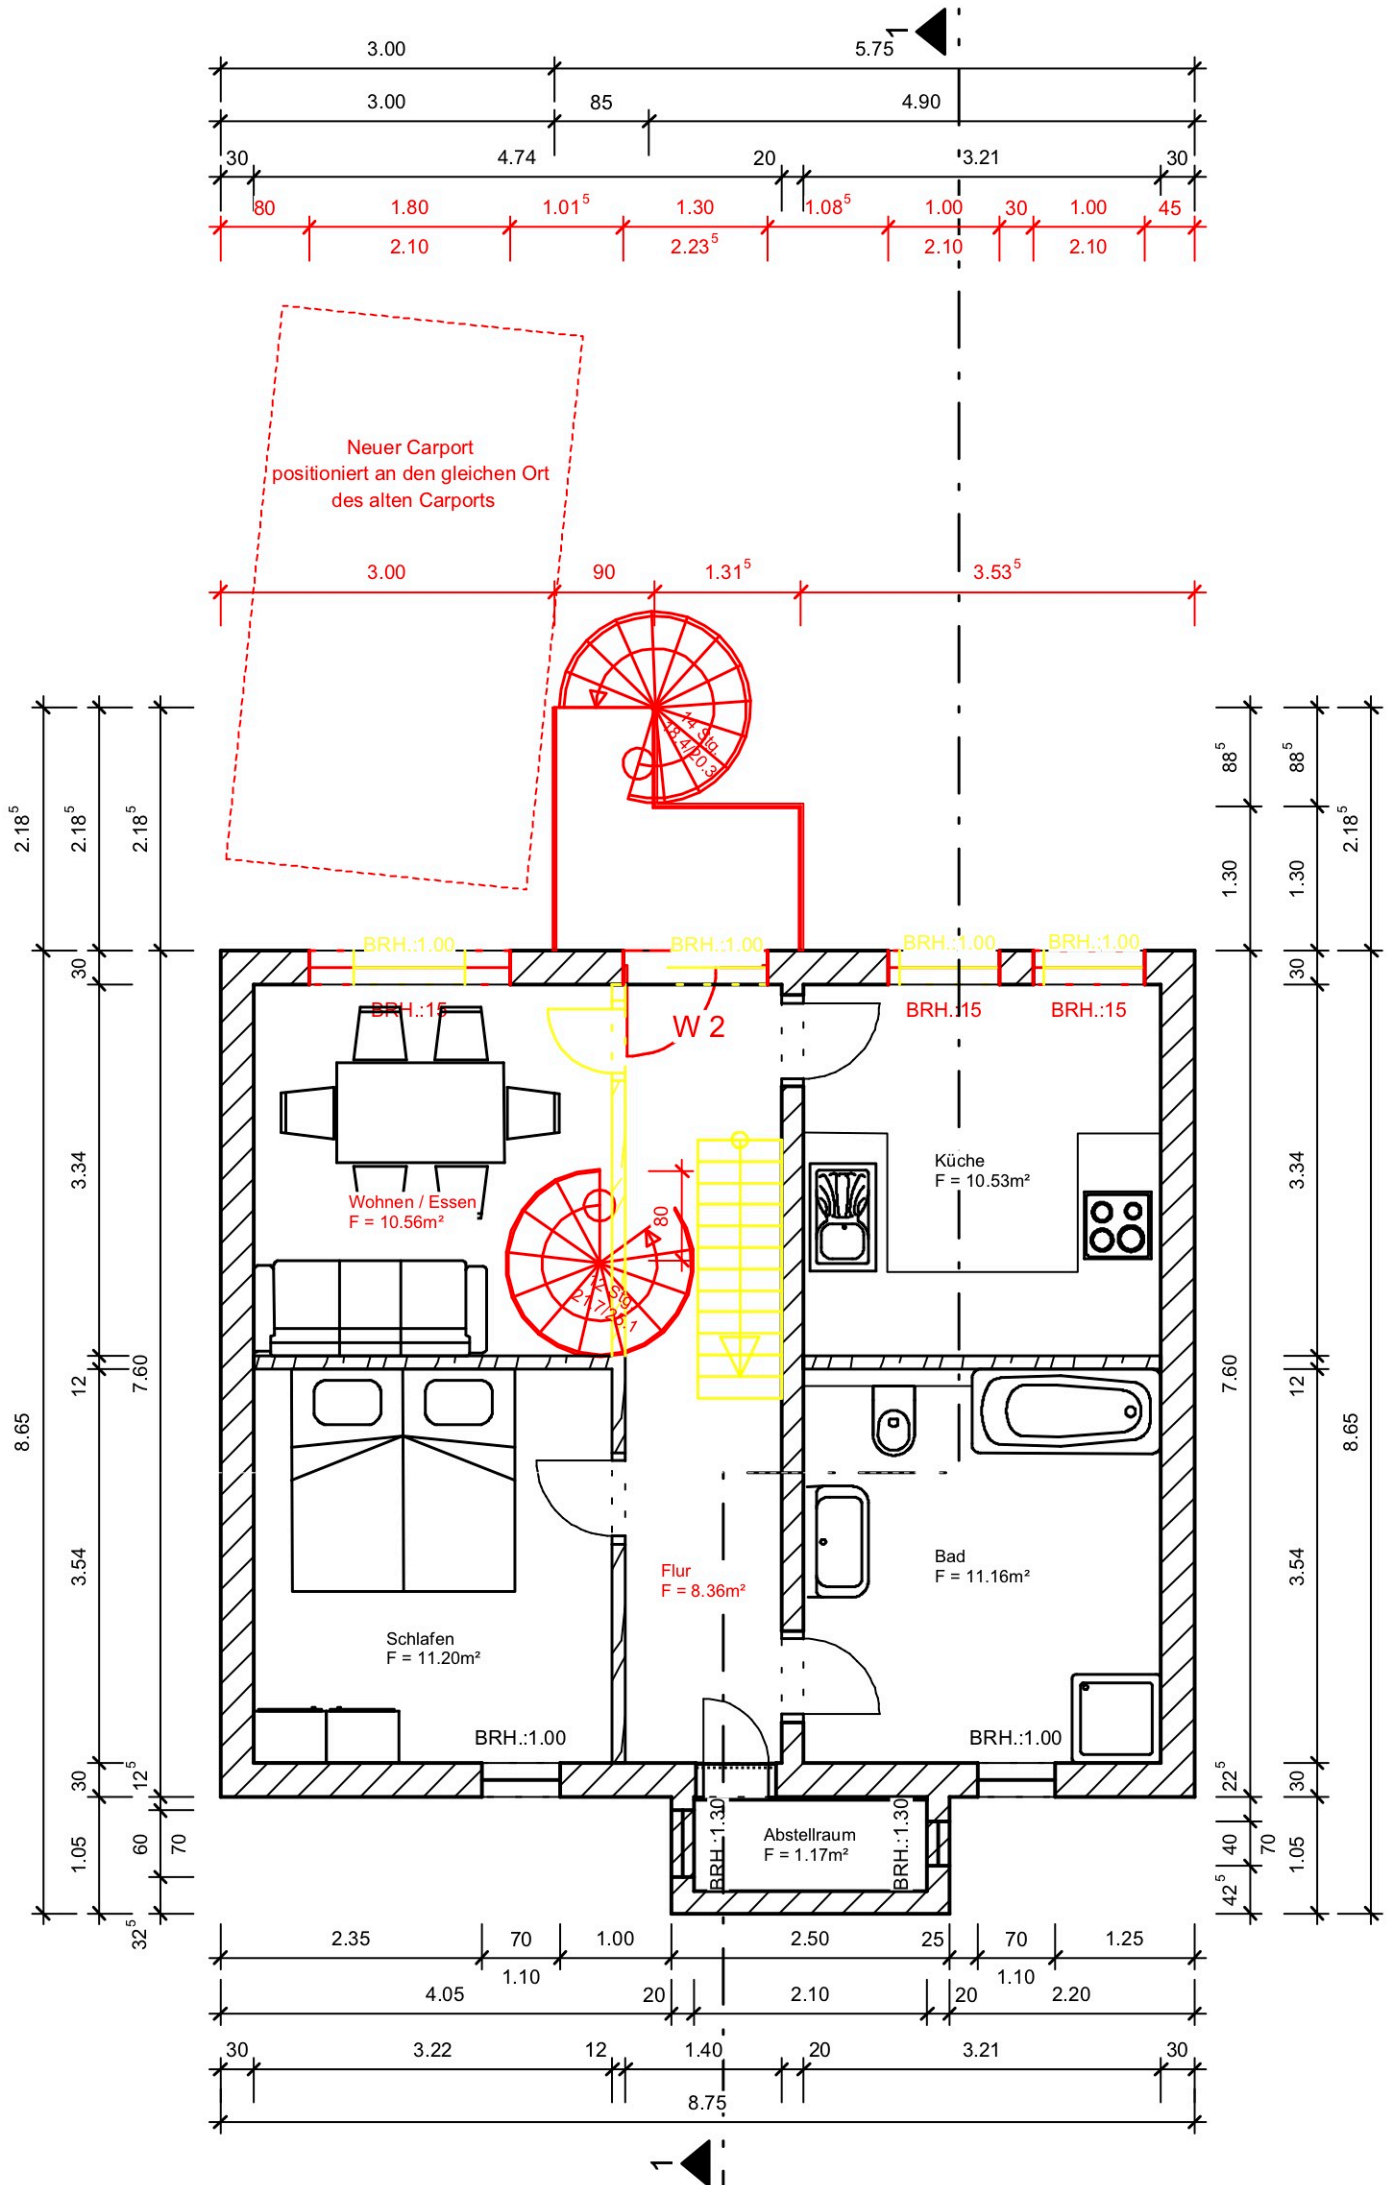 1
3.00 5.75
3.00 85 4.90
30 4.74 20 3.21 30
80 1.80 1.01⁵ 1.30 1.08⁵ 1.00 30 1.00 45
2.10 2.23⁵ 2.10 2.10
Neuer Carport
positioniert an den gleichen Ort
des alten Carports
3.00 90 1.31⁵ 3.53⁵
14 Stg.
18.4/20.3
2.18⁵ 2.18⁵ 2.18⁵
88⁵ 88⁵
2.18⁵
1.30 1.30
BRH.:1.00 BRH.:1.00 BRH.:1.00 BRH.:1.00
30 30
BRH.:15 BRH.:15 BRH.:15
W 2
3.34 3.34
Küche
F = 10.53m²
Wohnen / Essen
F = 10.56m²
80
12 Stg.
8.65 12 7.60
7.60 12 8.65
3.54 3.54
Bad
F = 11.16m²
Flur
F = 8.36m²
Schlafen
F = 11.20m²
BRH.:1.00 BRH.:1.00
30 12⁵
22⁵ 30
1.05 60 70
40 70 1.05
32⁵ 42⁵
BRH.:1.30 BRH.:1.30
Abstellraum
F = 1.17m²
2.35 70 1.00 2.50 25 70 1.25
1.10 1.10
4.05 20 2.10 20 2.20
30 3.22 12 1.40 20 3.21 30
8.75
1